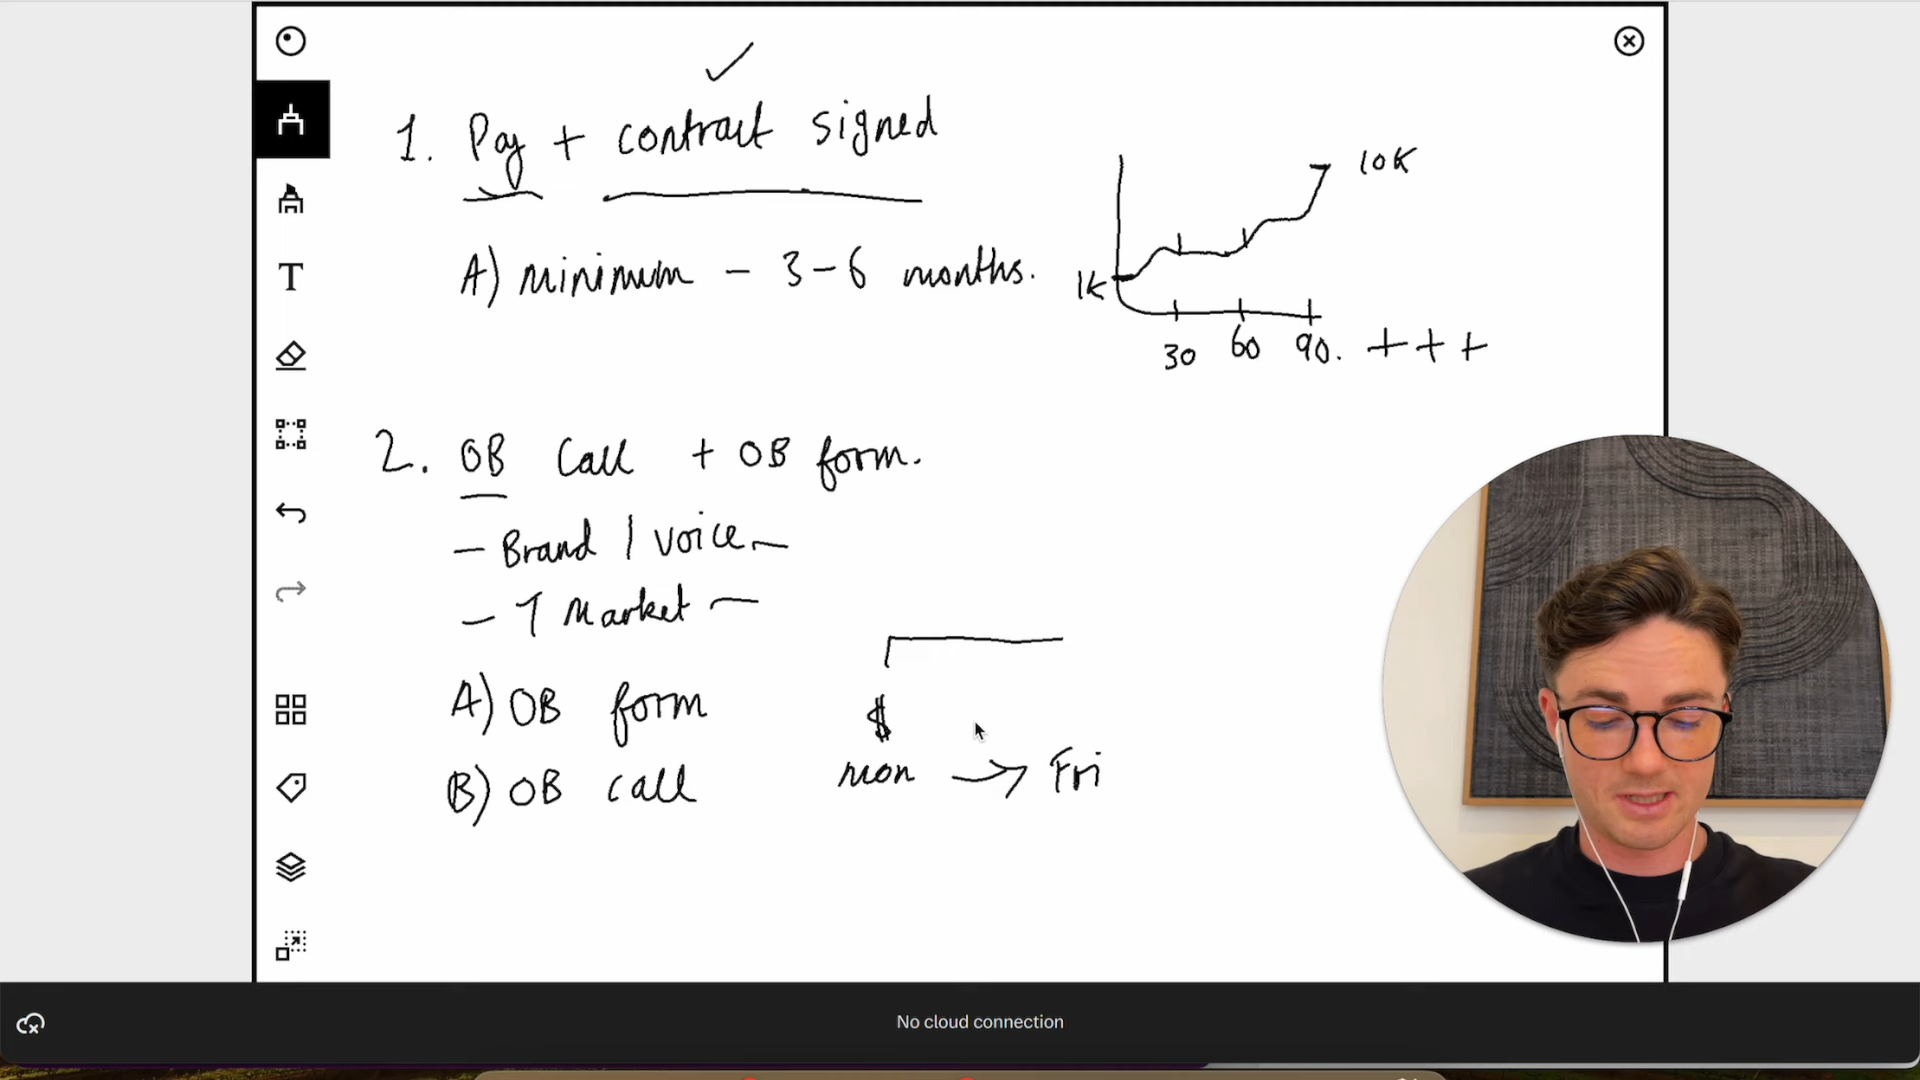 1. Pay + contract signed
A) minimum - 3-6 months.
10K
1K
30 60 90. +++
2. OB Call + OB form.
- Brand / voice -
- T Market -
A) OB form
B) OB call
$
mon → Fri
T
No cloud connection